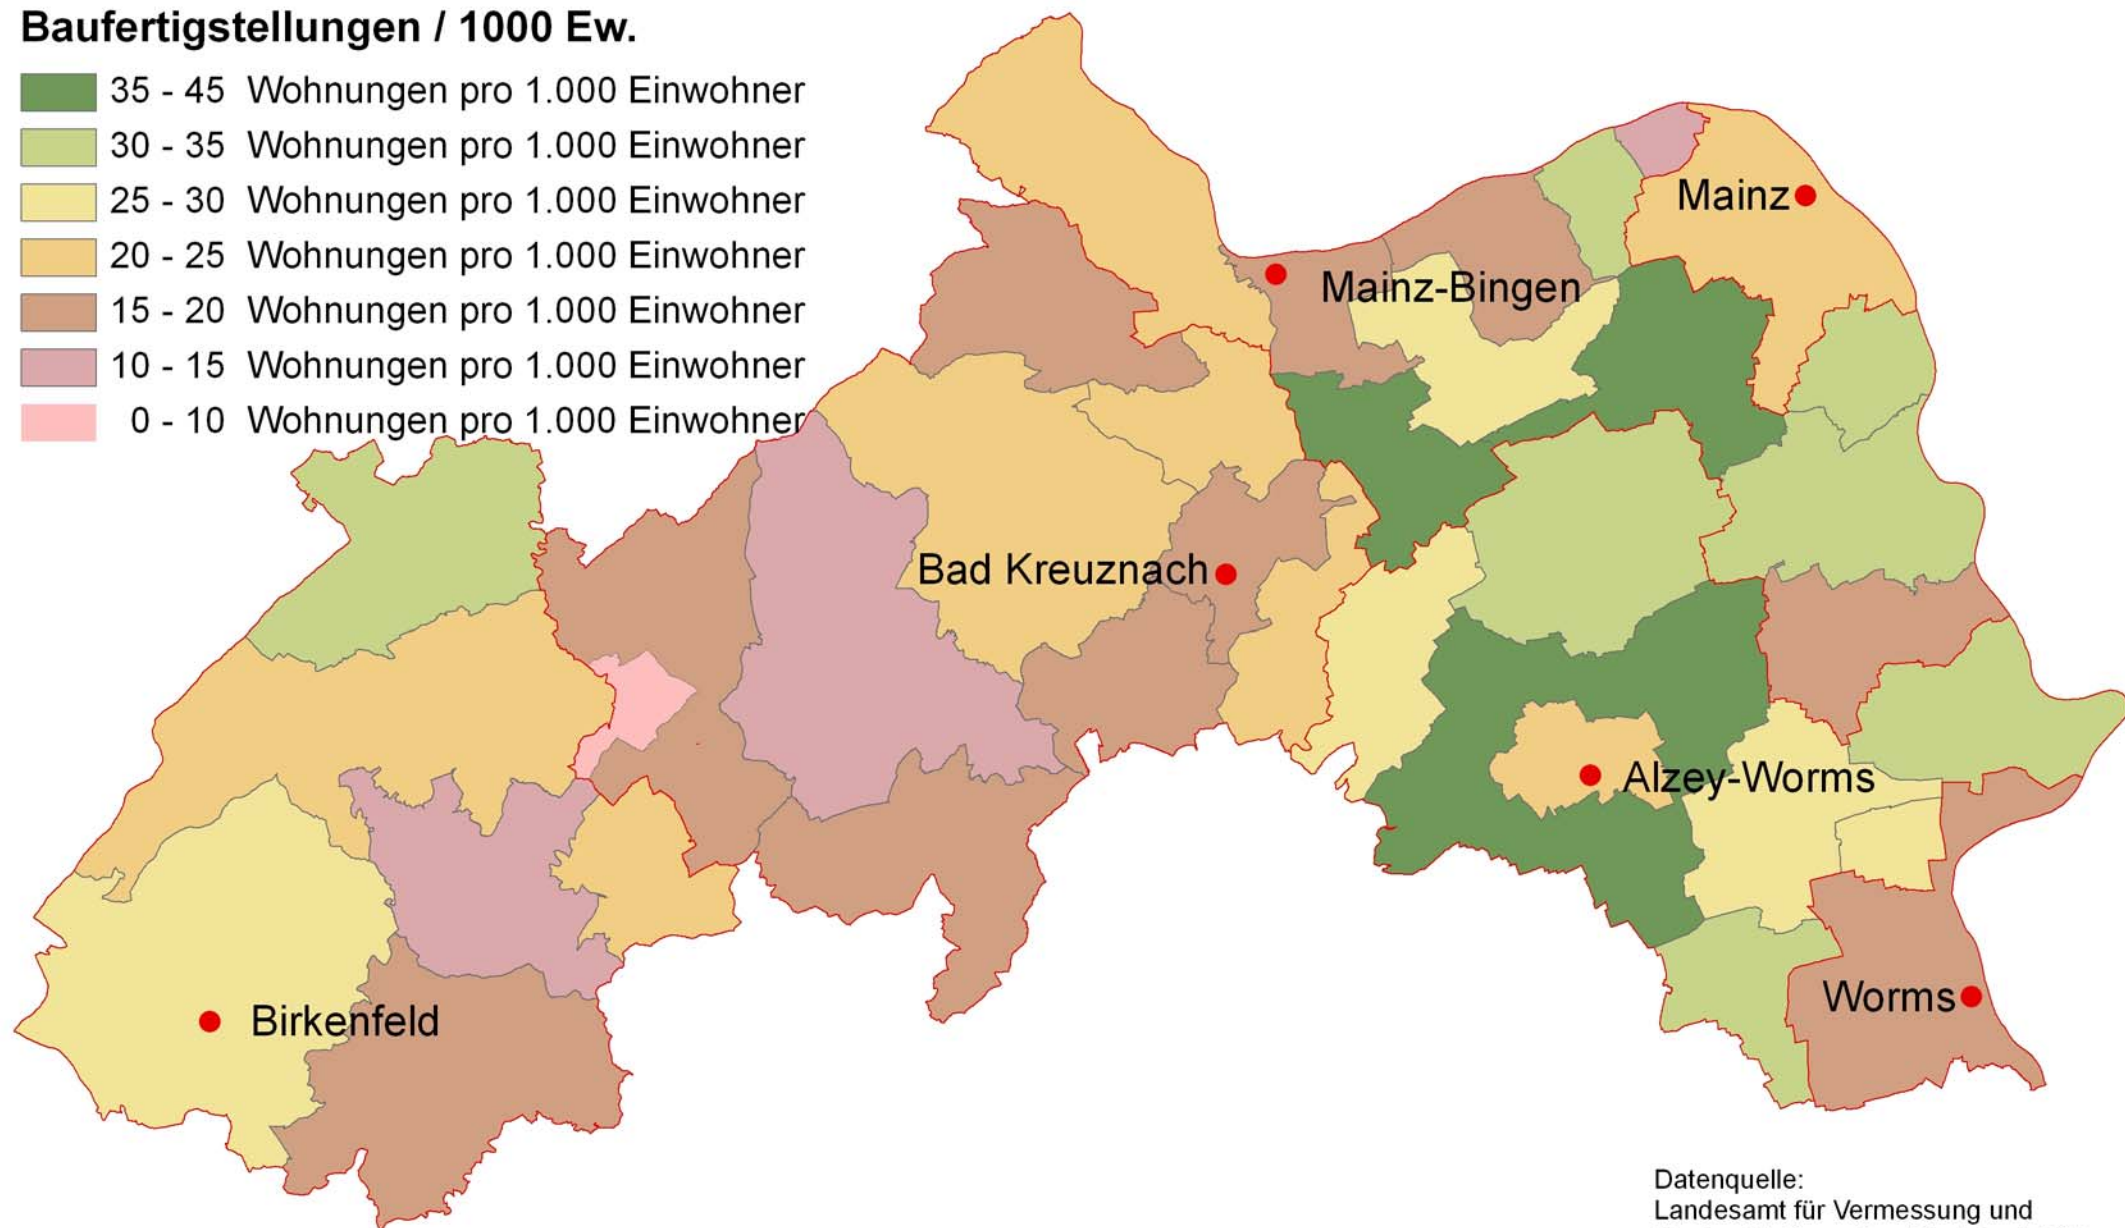 Baufertigstellungen / 1000 Ew.
35 - 45 Wohnungen pro 1.000 Einwohner
30 - 35 Wohnungen pro 1.000 Einwohner
25 - 30 Wohnungen pro 1.000 Einwohner
20 - 25 Wohnungen pro 1.000 Einwohner
15 - 20 Wohnungen pro 1.000 Einwohner
10 - 15 Wohnungen pro 1.000 Einwohner
0 - 10 Wohnungen pro 1.000 Einwohner
Mainz
Mainz-Bingen
Bad Kreuznach
Alzey-Worms
Worms
Birkenfeld
Datenquelle:
Landesamt für Vermessung und